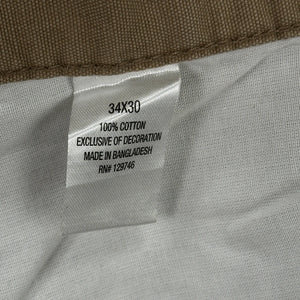 34X30
100% COTTON
EXCLUSIVE OF DECORATION
MADE IN BANGLADESH
RN# 129746